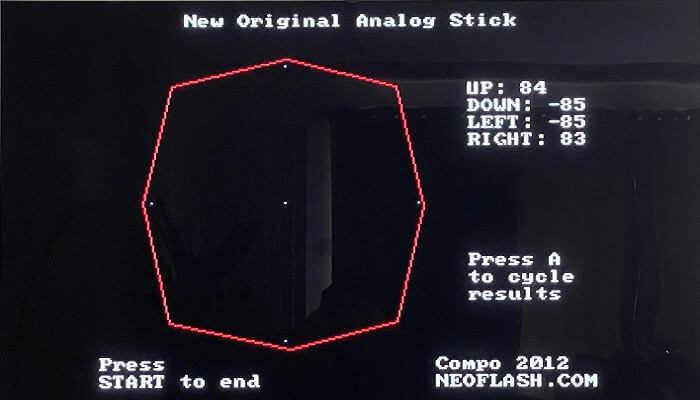 New Original Analog Stick
UP: 84
DOWN: -85
LEFT: -85
RIGHT: 83
Press A
to cycle
results
Press
START to end
Compo 2012
NEOFLASH.COM